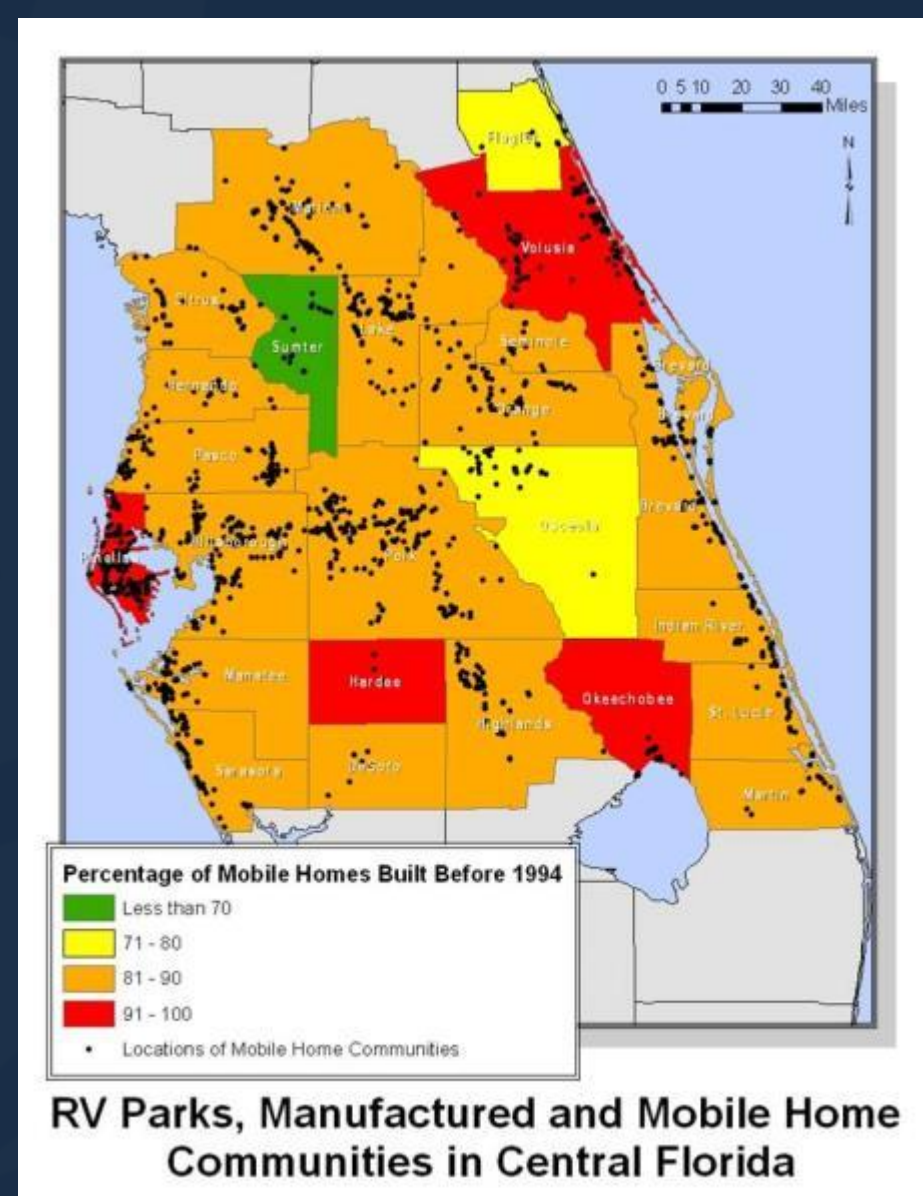 0 5 10 20 30 40
Miles
N
Flagler
Marion
Volusia
Citrus
Lake
Sumter
Seminole
Brevard
Hernando
Orange
Brevard
Pasco
Brevard
Osceola
Hillsborough
Pinellas
Polk
Indian River
Manatee
Hardee
Okeechobee
St. Lucie
Highlands
Sarasota
DeSoto
Martin
Percentage of Mobile Homes Built Before 1994
Less than 70
71 - 80
81 - 90
91 - 100
Locations of Mobile Home Communities
RV Parks, Manufactured and Mobile Home
Communities in Central Florida